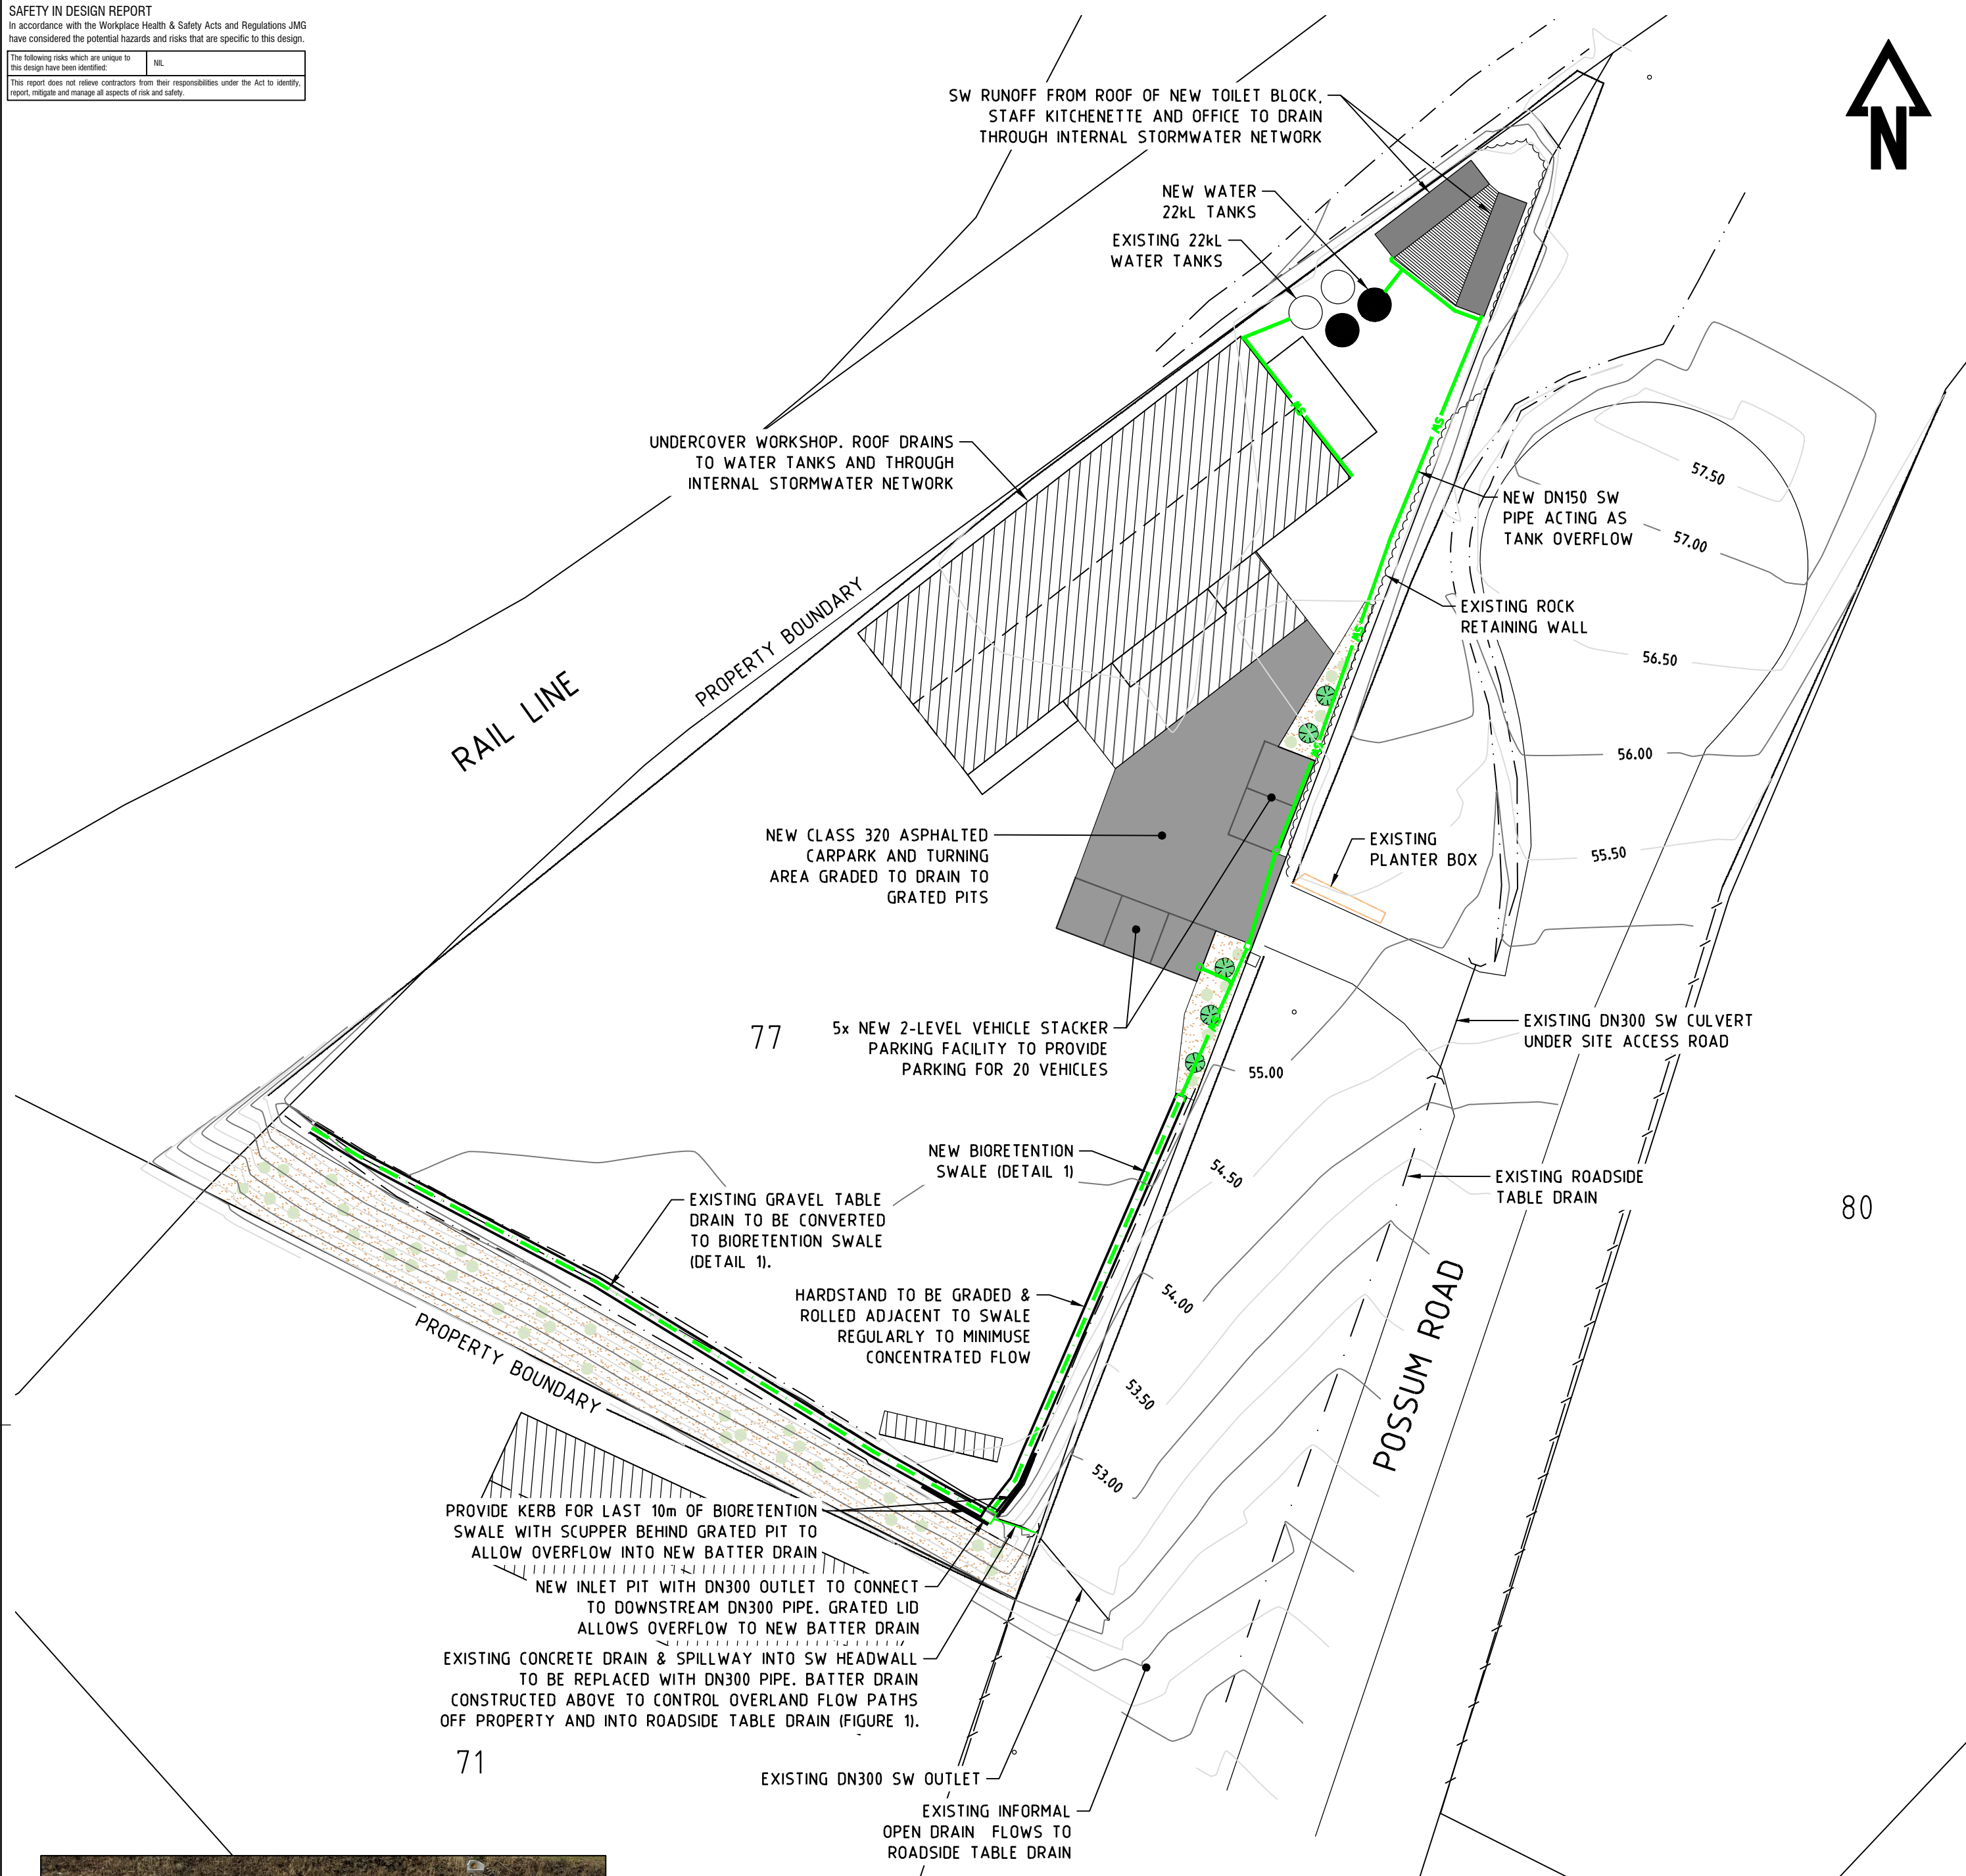 SAFETY IN DESIGN REPORT
In accordance with the Workplace Health & Safety Acts and Regulations JMG
have considered the potential hazards and risks that are specific to this design.
The following risks which are unique to
this design have been identified:
NIL
This report does not relieve contractors from their responsibilities under the Act to identify,
report, mitigate and manage all aspects of risk and safety.
N
SW RUNOFF FROM ROOF OF NEW TOILET BLOCK,
STAFF KITCHENETTE AND OFFICE TO DRAIN
THROUGH INTERNAL STORMWATER NETWORK
NEW WATER
22kL TANKS
EXISTING 22kL
WATER TANKS
UNDERCOVER WORKSHOP. ROOF DRAINS
TO WATER TANKS AND THROUGH
INTERNAL STORMWATER NETWORK
SW
SW
57.50
NEW DN150 SW
PIPE ACTING AS
TANK OVERFLOW
57.00
EXISTING ROCK
RETAINING WALL
SW
56.50
PROPERTY BOUNDARY
RAIL LINE
SW
56.00
NEW CLASS 320 ASPHALTED
CARPARK AND TURNING
AREA GRADED TO DRAIN TO
GRATED PITS
EXISTING
PLANTER BOX
55.50
77
5x NEW 2-LEVEL VEHICLE STACKER
PARKING FACILITY TO PROVIDE
PARKING FOR 20 VEHICLES
EXISTING DN300 SW CULVERT
UNDER SITE ACCESS ROAD
55.00
NEW BIORETENTION
SWALE (DETAIL 1)
54.50
EXISTING ROADSIDE
TABLE DRAIN
80
EXISTING GRAVEL TABLE
DRAIN TO BE CONVERTED
TO BIORETENTION SWALE
(DETAIL 1).
HARDSTAND TO BE GRADED &
ROLLED ADJACENT TO SWALE
REGULARLY TO MINIMUSE
CONCENTRATED FLOW
54.00
POSSUM ROAD
PROPERTY BOUNDARY
53.50
53.00
PROVIDE KERB FOR LAST 10m OF BIORETENTION
SWALE WITH SCUPPER BEHIND GRATED PIT TO
ALLOW OVERFLOW INTO NEW BATTER DRAIN
NEW INLET PIT WITH DN300 OUTLET TO CONNECT
TO DOWNSTREAM DN300 PIPE. GRATED LID
ALLOWS OVERFLOW TO NEW BATTER DRAIN
EXISTING CONCRETE DRAIN & SPILLWAY INTO SW HEADWALL
TO BE REPLACED WITH DN300 PIPE. BATTER DRAIN
CONSTRUCTED ABOVE TO CONTROL OVERLAND FLOW PATHS
OFF PROPERTY AND INTO ROADSIDE TABLE DRAIN (FIGURE 1).
71
EXISTING DN300 SW OUTLET
EXISTING INFORMAL
OPEN DRAIN FLOWS TO
ROADSIDE TABLE DRAIN